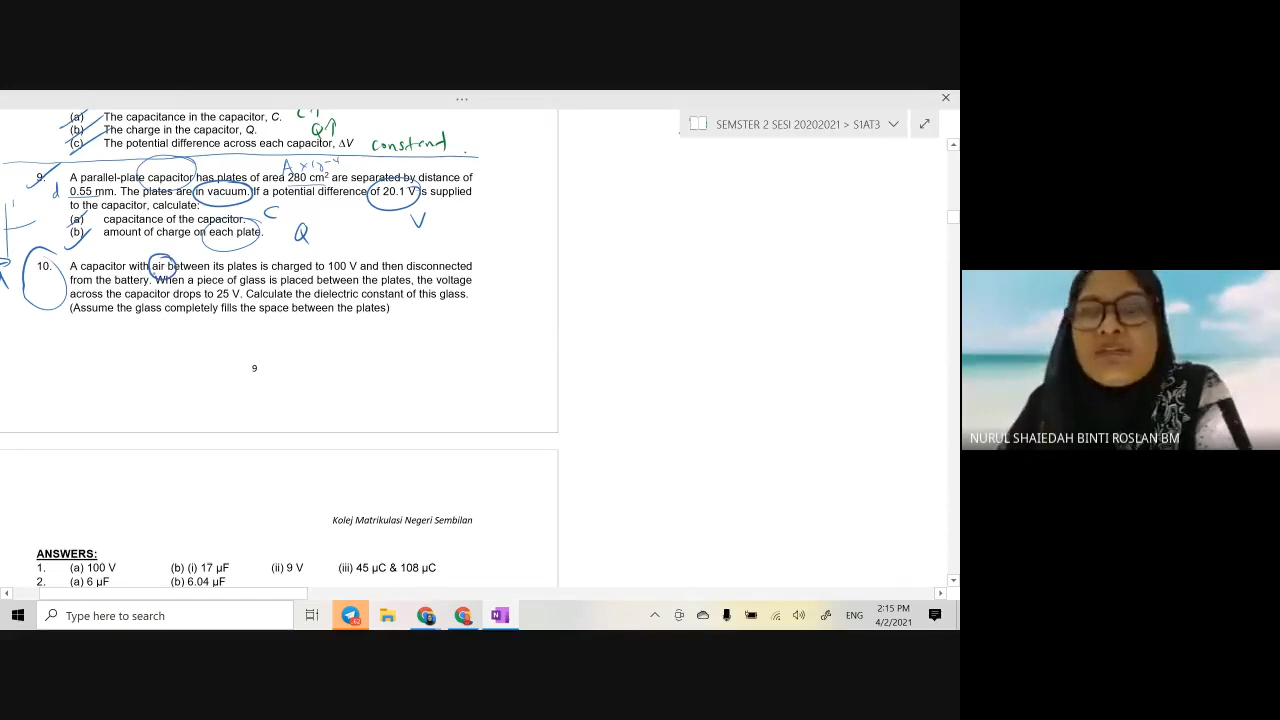 (a) The capacitance in the capacitor, C. C↑
(b) The charge in the capacitor, Q. Q↑
(c) The potential difference across each capacitor, ΔV constand .
SEMSTER 2 SESI 20202021 > S1AT3
A x10⁻⁴
9. A parallel-plate capacitor has plates of area 280 cm² are separated by distance of
d
0.55 mm. The plates are in vacuum. If a potential difference of 20.1 V is supplied
to the capacitor, calculate:
(a) capacitance of the capacitor. C V
(b) amount of charge on each plate. Q
10. A capacitor with air between its plates is charged to 100 V and then disconnected
from the battery. When a piece of glass is placed between the plates, the voltage
across the capacitor drops to 25 V. Calculate the dielectric constant of this glass.
(Assume the glass completely fills the space between the plates)
9
NURUL SHAIEDAH BINTI ROSLAN BM
Kolej Matrikulasi Negeri Sembilan
ANSWERS:
1. (a) 100 V (b) (i) 17 μF (ii) 9 V (iii) 45 μC & 108 μC
2. (a) 6 μF (b) 6.04 μF
Type here to search
ENG
2:15 PM
4/2/2021